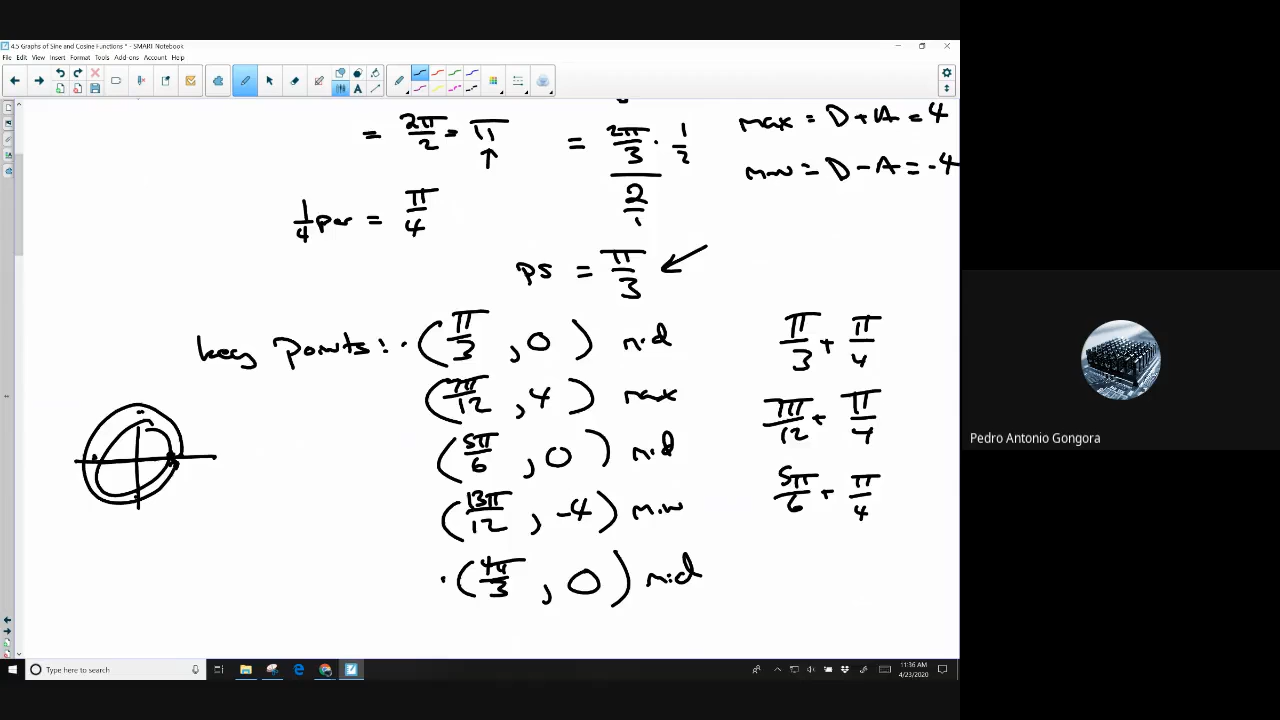 4.5 Graphs of Sine and Cosine Functions * - SMART Notebook
File Edit View Insert Format Tools Add-ons Account Help
= 2π/2 = π = 2π/3 · 1/2 / 2/1 max = D + A = 4
min = D - A = -4
1/4 per = π/4
ps = π/3
key points: · (π/3, 0) mid π/3 + π/4
(7π/12, 4) max 7π/12 + π/4
(5π/6, 0) mid 5π/6 + π/4
(13π/12, -4) min
· (4π/3, 0) mid
Pedro Antonio Gongora
Type here to search
11:36 AM
4/23/2020